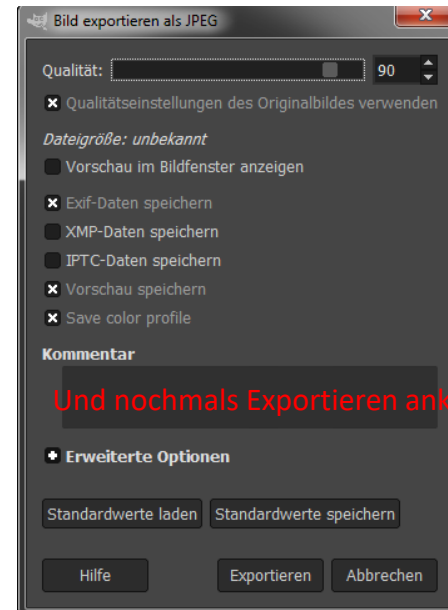 Bild exportieren als JPEG
Qualität: 90
Qualitätseinstellungen des Originalbildes verwenden
Dateigröße: unbekannt
Vorschau im Bildfenster anzeigen
Exif-Daten speichern
XMP-Daten speichern
IPTC-Daten speichern
Vorschau speichern
Save color profile
Kommentar
Und nochmals Exportieren ank
Erweiterte Optionen
Standardwerte laden Standardwerte speichern
Hilfe Exportieren Abbrechen